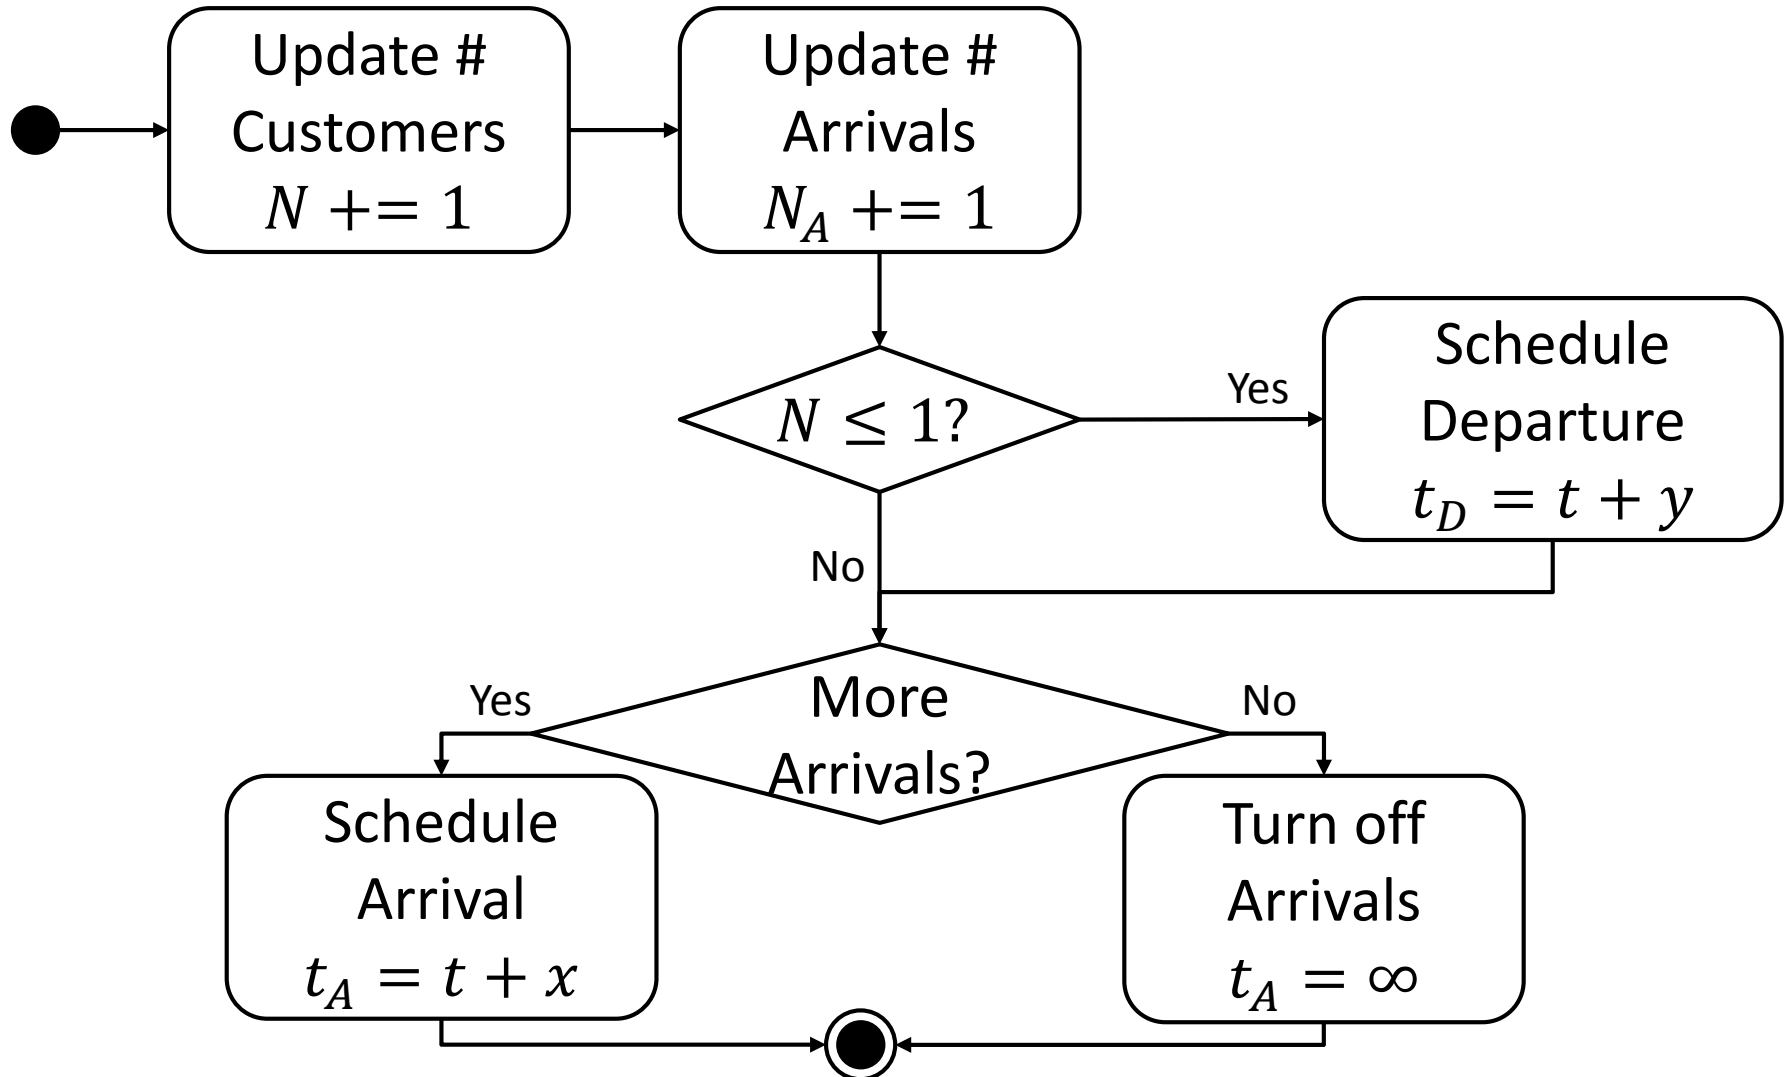 Update #
Customers
N += 1
Update #
Arrivals
N_A += 1
N ≤ 1?
Yes
Schedule
Departure
t_D = t + y
No
More
Arrivals?
Yes
No
Schedule
Arrival
t_A = t + x
Turn off
Arrivals
t_A = ∞